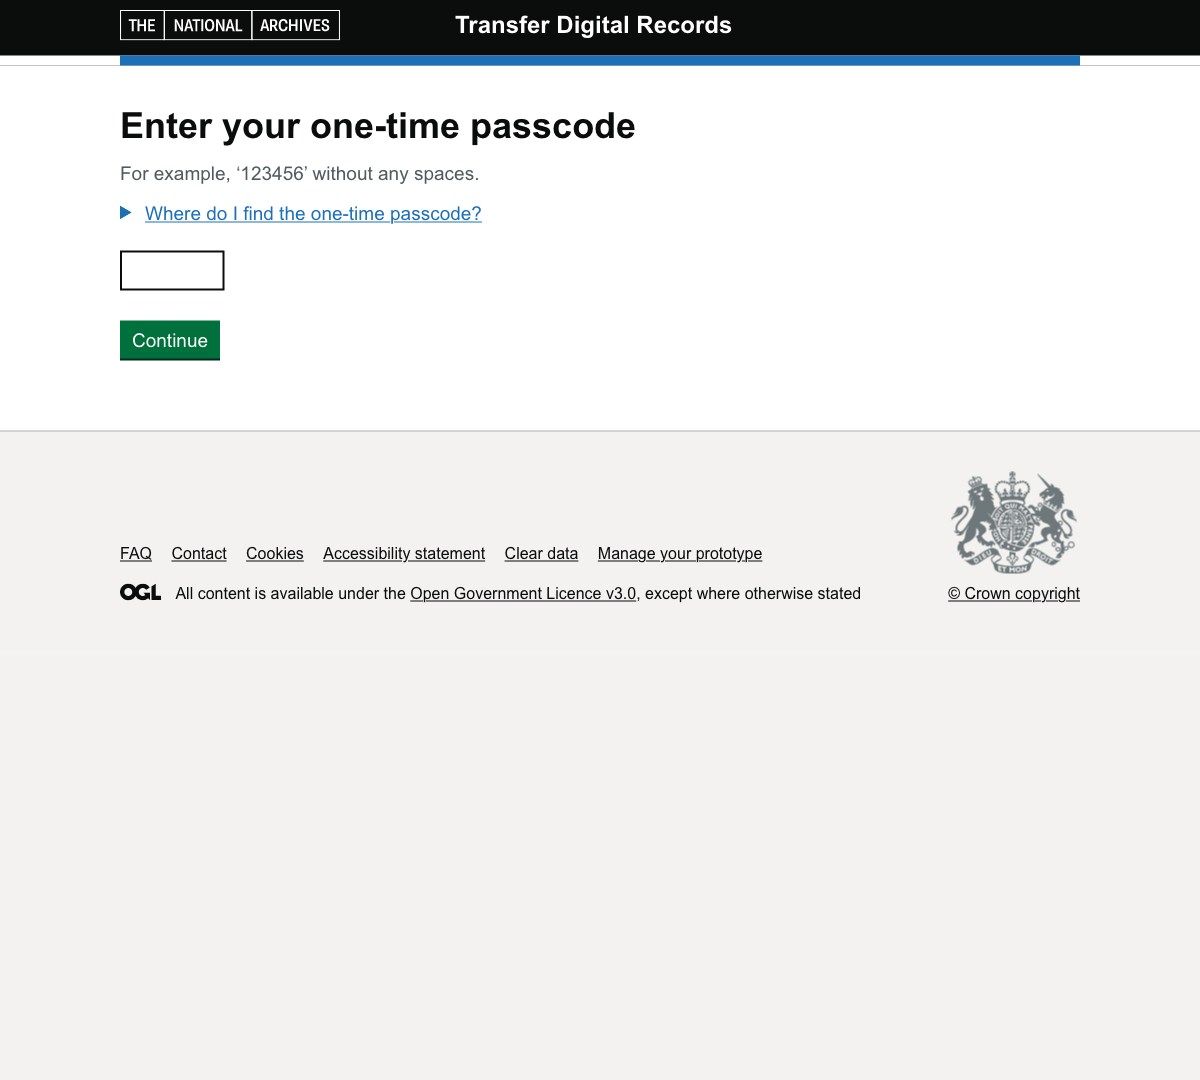 THE NATIONAL ARCHIVES
Transfer Digital Records
Enter your one-time passcode
For example, ‘123456’ without any spaces.
Where do I find the one-time passcode?
Continue
FAQ Contact Cookies Accessibility statement Clear data Manage your prototype
OGL All content is available under the Open Government Licence v3.0, except where otherwise stated
© Crown copyright